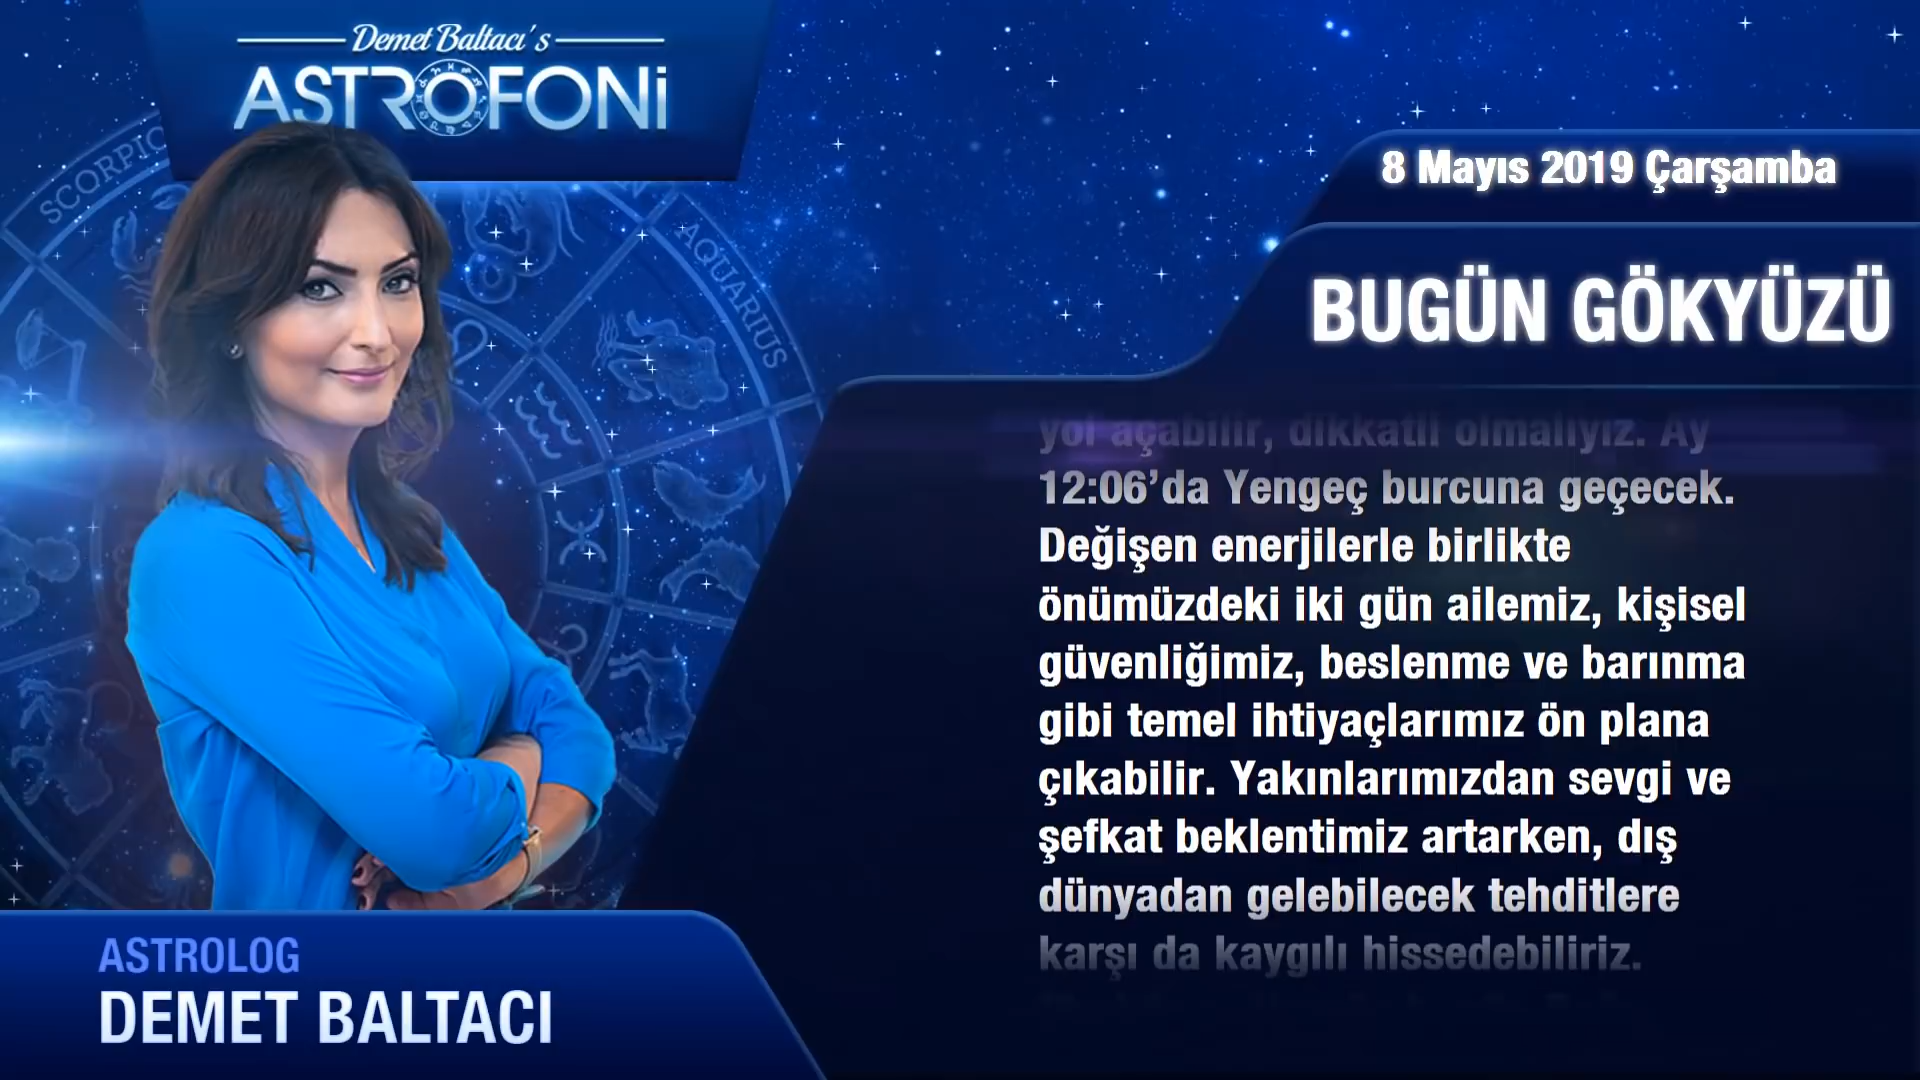 Demet Baltacı's
ASTROFONİ
SCORPIO
AQUARIUS
8 Mayıs 2019 Çarşamba
BUGÜN GÖKYÜZÜ
yol açabilir, dikkatli olmalıyız. Ay
12:06’da Yengeç burcuna geçecek.
Değişen enerjilerle birlikte
önümüzdeki iki gün ailemiz, kişisel
güvenliğimiz, beslenme ve barınma
gibi temel ihtiyaçlarımız ön plana
çıkabilir. Yakınlarımızdan sevgi ve
şefkat beklentimiz artarken, dış
dünyadan gelebilecek tehditlere
karşı da kaygılı hissedebiliriz.
ASTROLOG
DEMET BALTACI